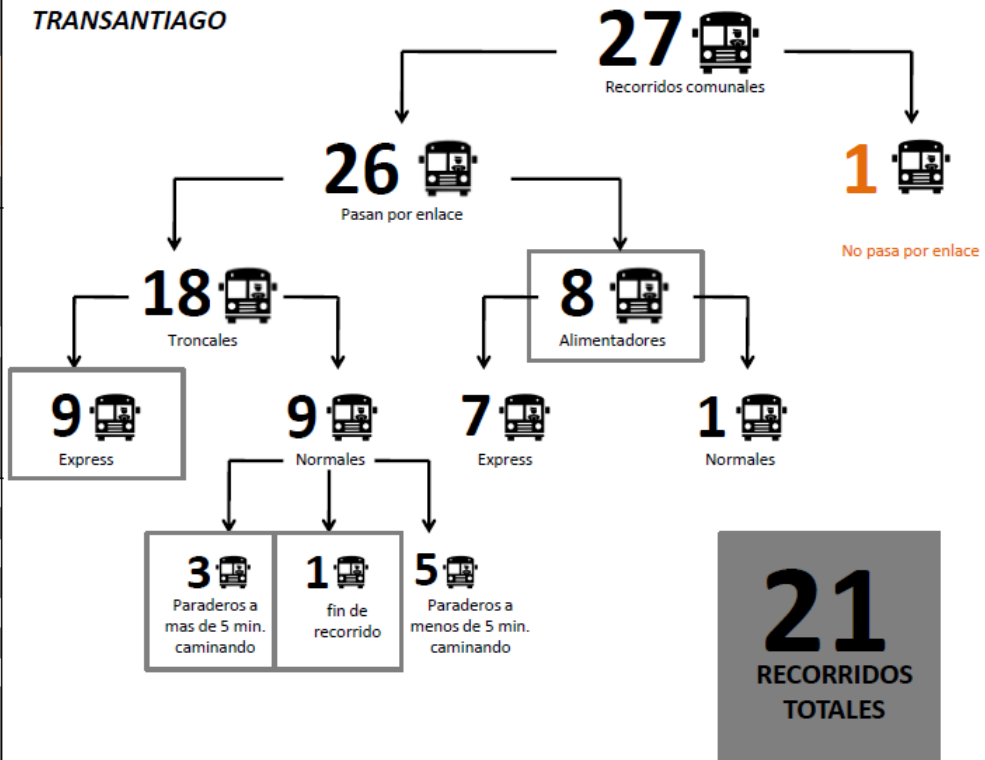 TRANSANTIAGO
27
Recorridos comunales
26
Pasan por enlace
1
No pasa por enlace
18
Troncales
8
Alimentadores
9
Express
9
Normales
7
Express
1
Normales
3
Paraderos a
mas de 5 min.
caminando
1
fin de
recorrido
5
Paraderos a
menos de 5 min.
caminando
21
RECORRIDOS
TOTALES